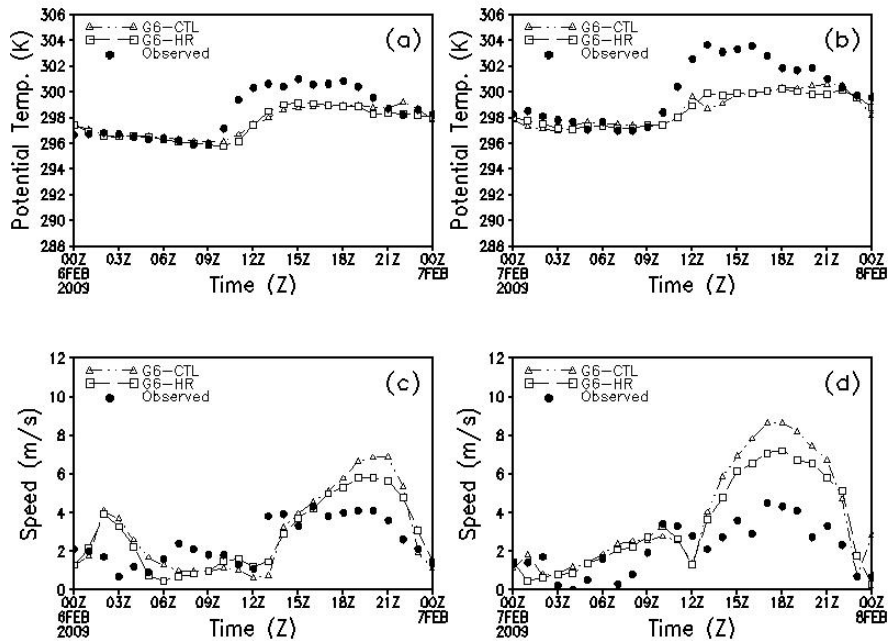 306
304
302
300
298
296
294
292
290
288
Potential Temp. (K)
G6-CTL
G6-HR
Observed
(a)
00Z 03Z 06Z 09Z 12Z 15Z 18Z 21Z 00Z
6FEB 7FEB
2009
Time (Z)
306
304
302
300
298
296
294
292
290
288
Potential Temp. (K)
G6-CTL
G6-HR
Observed
(b)
00Z 03Z 06Z 09Z 12Z 15Z 18Z 21Z 00Z
7FEB 8FEB
2009
Time (Z)
12
10
8
6
4
2
0
Speed (m/s)
G6-CTL
G6-HR
Observed
(c)
00Z 03Z 06Z 09Z 12Z 15Z 18Z 21Z 00Z
6FEB 7FEB
2009
Time (Z)
12
10
8
6
4
2
0
Speed (m/s)
G6-CTL
G6-HR
Observed
(d)
00Z 03Z 06Z 09Z 12Z 15Z 18Z 21Z 00Z
7FEB 8FEB
2009
Time (Z)